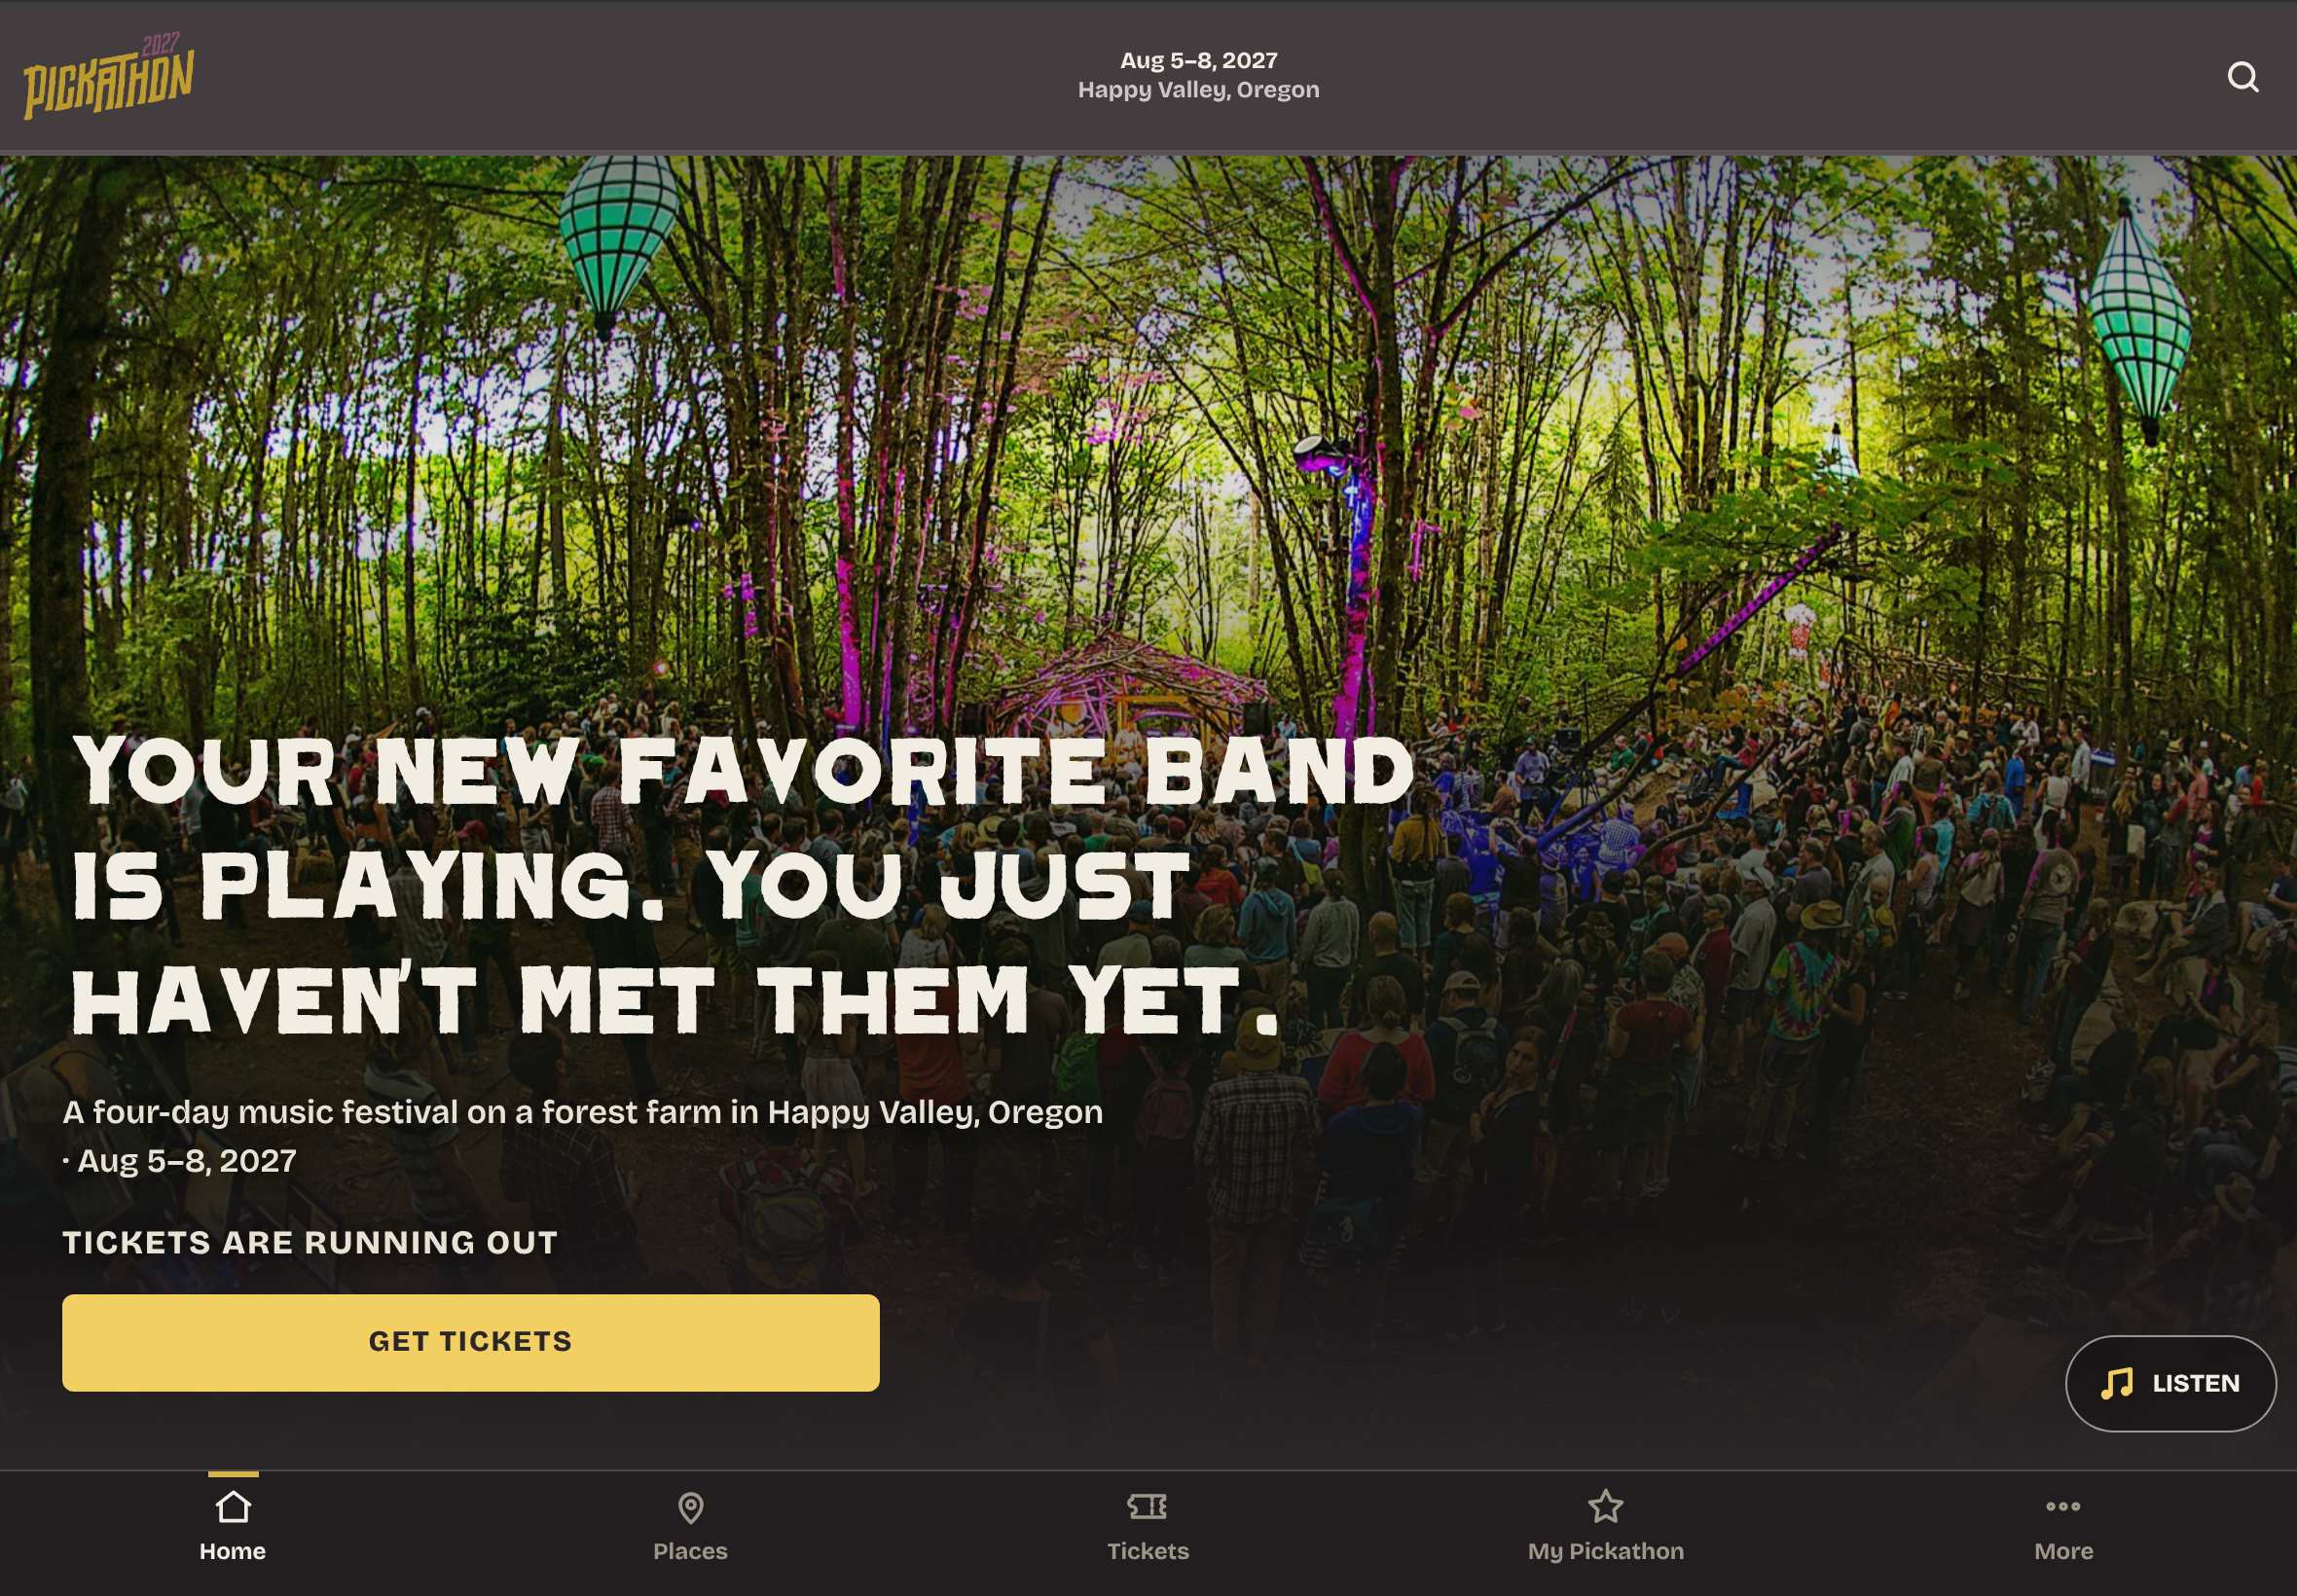 2027
PICKATHON
Aug 5–8, 2027
Happy Valley, Oregon
YOUR NEW FAVORITE BAND
IS PLAYING. YOU JUST
HAVEN'T MET THEM YET.
A four-day music festival on a forest farm in Happy Valley, Oregon
· Aug 5–8, 2027
TICKETS ARE RUNNING OUT
GET TICKETS
LISTEN
Home
Places
Tickets
My Pickathon
More